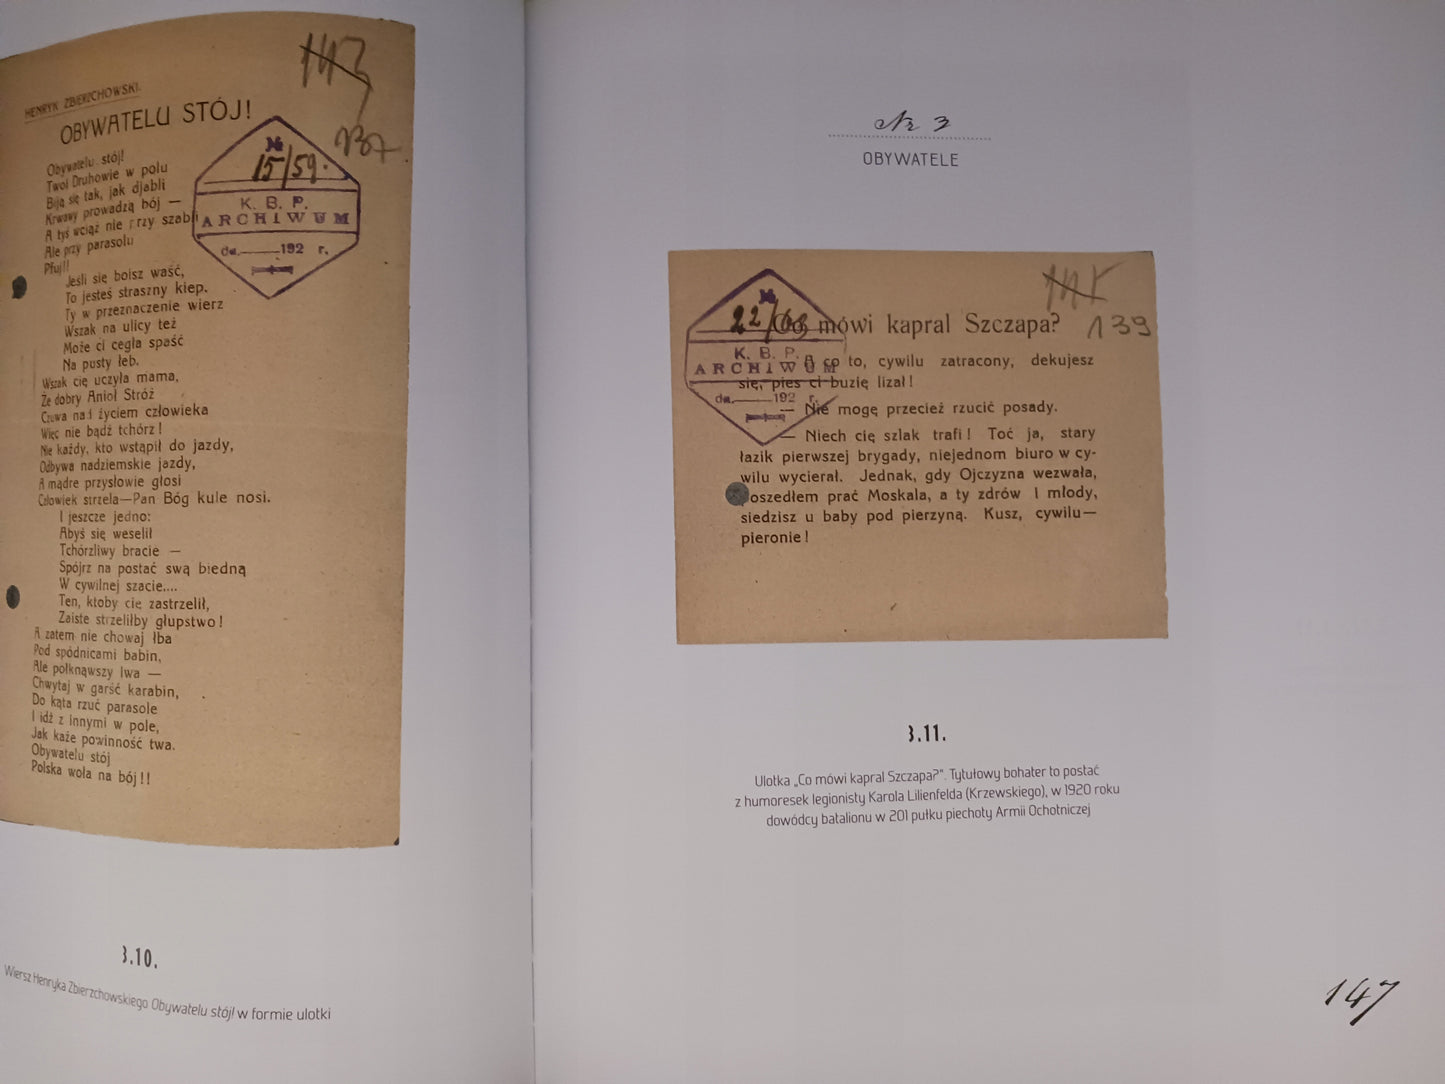 143
137
HENRYK ZBIERZCHOWSKI.
OBYWATELU STÓJ!
№
15/59.
K. B. P.
ARCHIWUM
dn.        192   r.
Obywatelu stój!
Twoi Druhowie w polu
Biją się tak, jak djabli
Krwawy prowadzą bój —
A tyś wciąż nie przy szabli
Ale przy parasolu
Pfuj!!
Jeśli się boisz waść,
To jesteś straszny kiep.
Ty w przeznaczenie wierz
Wszak na ulicy też
Może ci cegła spaść
Na pusty łeb.
Wszak cię uczyła mama,
Że dobry Anioł Stróż
Czuwa nad życiem człowieka
Więc nie bądź tchórz!
Nie każdy, kto wstąpił do jazdy,
Odbywa nadziemskie jazdy,
A mądre przysłowie głosi
Człowiek strzela—Pan Bóg kule nosi.
I jeszcze jedno:
Abyś się weselił
Tchórzliwy bracie —
Spójrz na postać swą biedną
W cywilnej szacie....
Ten, ktoby cię zastrzelił,
Zaiste strzeliłby głupstwo!
A zatem nie chowaj łba
Pod spódnicami babin,
Ale połknąwszy lwa —
Chwytaj w garść karabin,
Do kąta rzuć parasole
I idź z innymi w pole,
Jak każe powinność twa.
Obywatelu stój
Polska woła na bój!!
3.10.
Wiersz Henryka Zbierzchowskiego Obywatelu stój! w formie ulotki
Nr 3
OBYWATELE
139
№
22/63
K. B. P.
ARCHIWUM
dn.        192   r.
Co mówi kapral Szczapa?
A co to, cywilu zatracony, dekujesz
się, pies ci buzię lizał!
— Nie mogę przecież rzucić posady.
— Niech cię szlak trafi! Toć ja, stary
łazik pierwszej brygady, niejednom biuro w cy-
wilu wycierał. Jednak, gdy Ojczyzna wezwała,
oszedłem prać Moskala, a ty zdrów i młody,
siedzisz u baby pod pierzyną. Kusz, cywilu—
pieronie!
3.11.
Ulotka „Co mówi kapral Szczapa?”. Tytułowy bohater to postać
z humoresek legionisty Karola Lilienfelda (Krzewskiego), w 1920 roku
dowódcy batalionu w 201 pułku piechoty Armii Ochotniczej
147